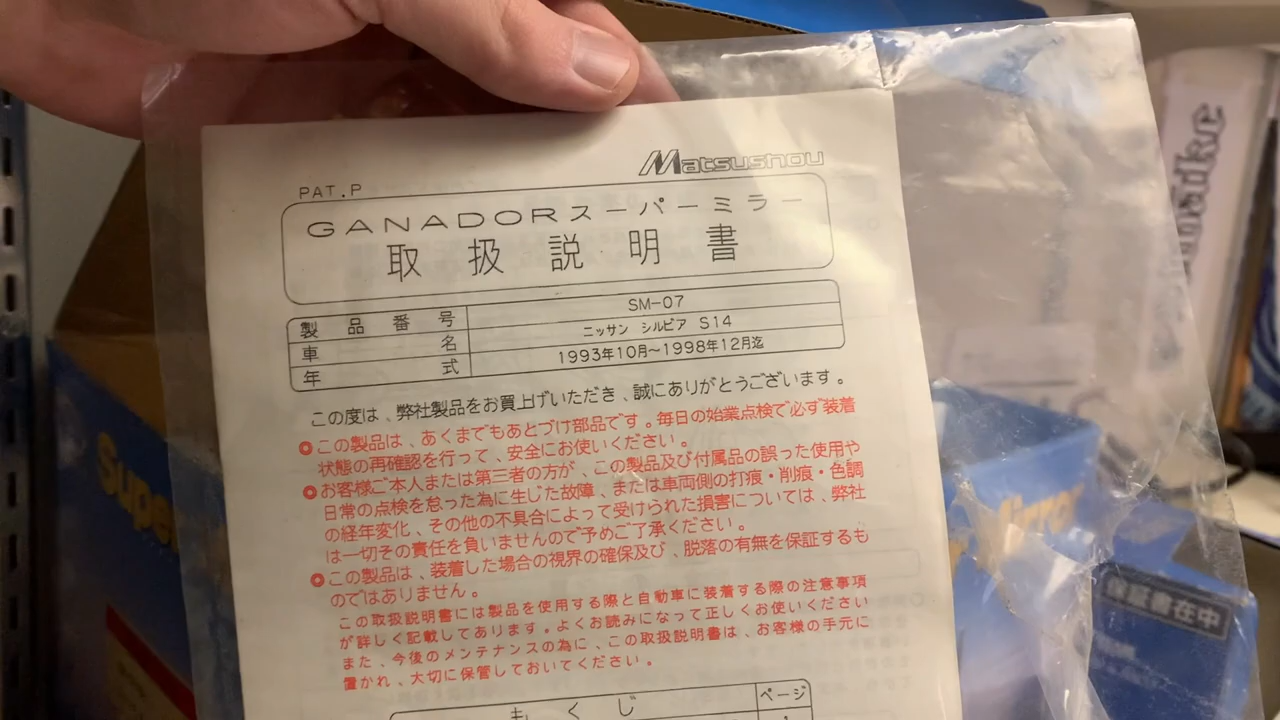 Matsushou
PAT.P
GANADORスーパーミラー
取扱説明書
製品番号 SM-07
車名 ニッサン シルビア S14
年式 1993年10月～1998年12月迄
この度は、弊社製品をお買上げいただき、誠にありがとうございます。
この製品は、あくまでもあとづけ部品です。毎日の始業点検で必ず装着
状態の再確認を行って、安全にお使いください。
お客様ご本人または第三者の方が、この製品及び付属品の誤った使用や
日常の点検を怠った為に生じた故障、または車両側の打痕・削痕・色調
の経年変化、その他の不具合によって受けられた損害については、弊社
は一切その責任を負いませんので予めご了承ください。
この製品は、装着した場合の視界の確保及び、脱落の有無を保証するも
のではありません。
この取扱説明書には製品を使用する際と自動車に装着する際の注意事項
が詳しく記載してあります。よくお読みになって正しくお使いください
また、今後のメンテナンスの為に、この取扱説明書は、お客様の手元に
置かれ、大切に保管しておいてください。
もくじ ページ
Super
Mirror
保証書在中